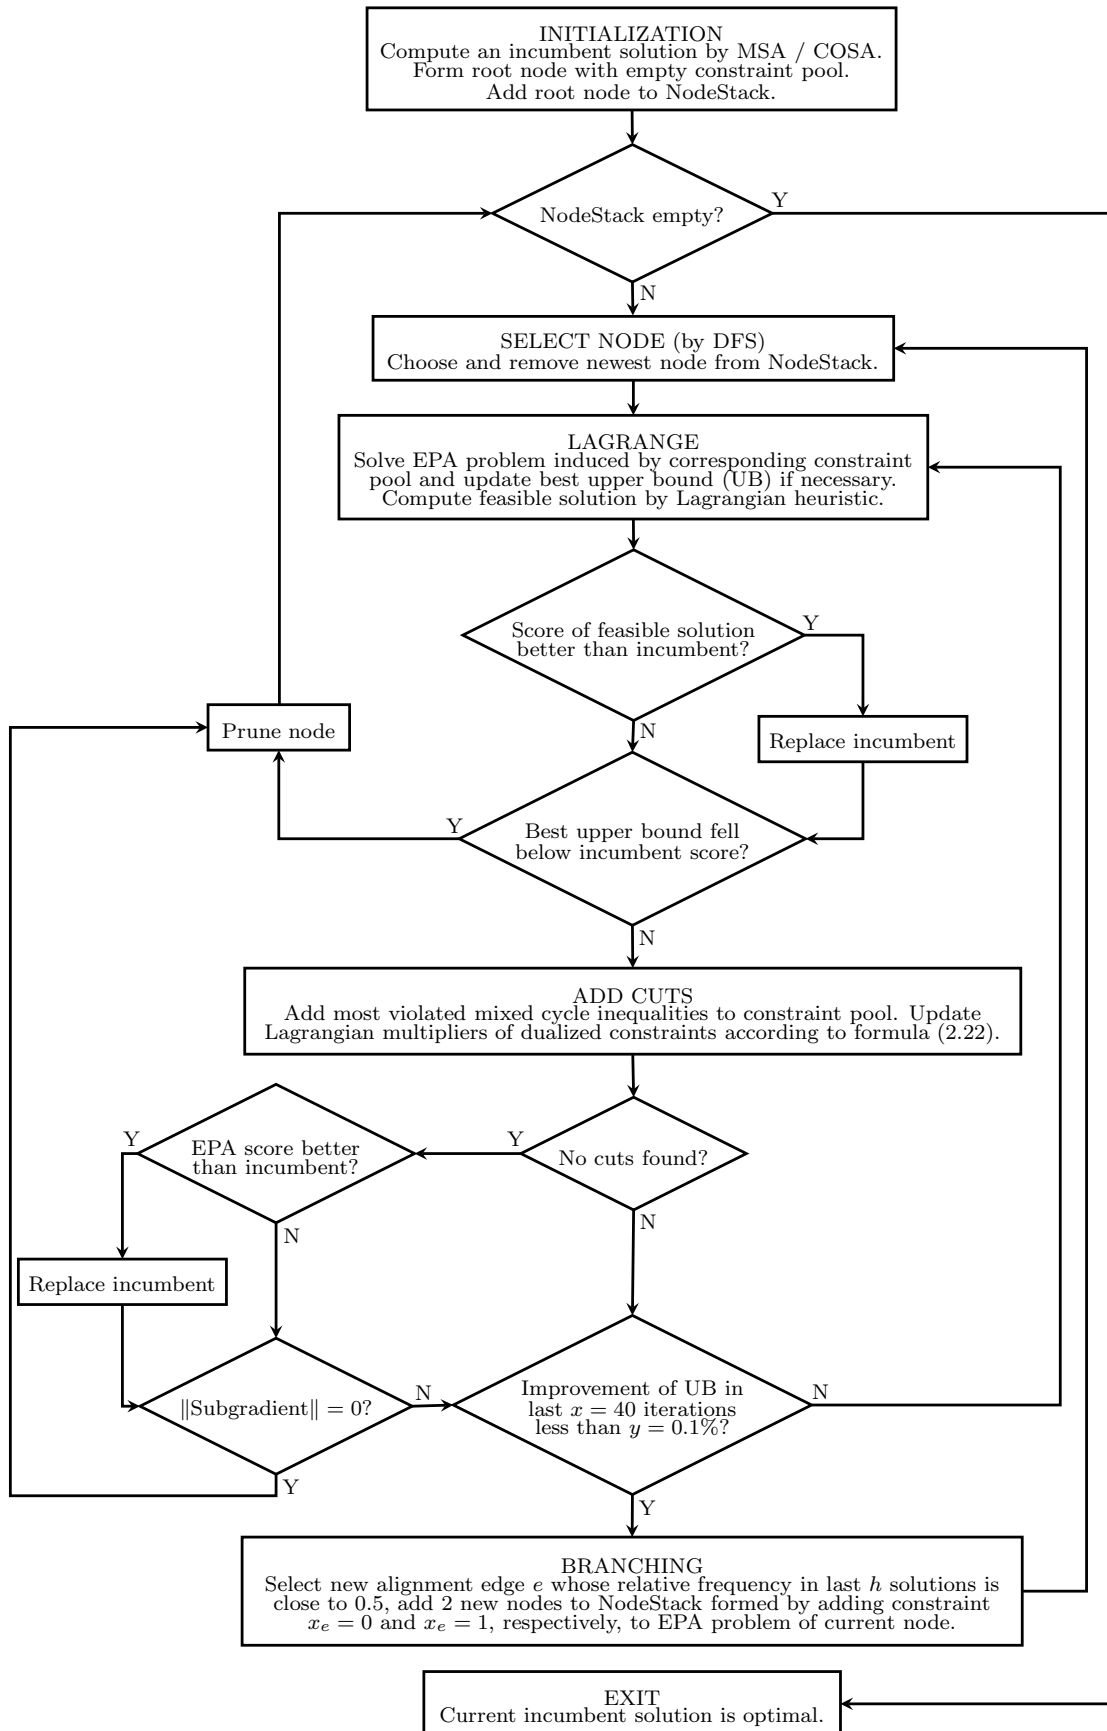 INITIALIZATION
Compute an incumbent solution by MSA / COSA.
Form root node with empty constraint pool.
Add root node to NodeStack.
NodeStack empty?
Y
N
SELECT NODE (by DFS)
Choose and remove newest node from NodeStack.
LAGRANGE
Solve EPA problem induced by corresponding constraint
pool and update best upper bound (UB) if necessary.
Compute feasible solution by Lagrangian heuristic.
Score of feasible solution
better than incumbent?
Y
N
Prune node
Replace incumbent
Best upper bound fell
below incumbent score?
Y
N
ADD CUTS
Add most violated mixed cycle inequalities to constraint pool. Update
Lagrangian multipliers of dualized constraints according to formula (2.22).
No cuts found?
Y
N
EPA score better
than incumbent?
Y
N
Replace incumbent
‖Subgradient‖ = 0?
N
Y
Improvement of UB in
last x = 40 iterations
less than y = 0.1%?
N
Y
BRANCHING
Select new alignment edge e whose relative frequency in last h solutions is
close to 0.5, add 2 new nodes to NodeStack formed by adding constraint
x_e = 0 and x_e = 1, respectively, to EPA problem of current node.
EXIT
Current incumbent solution is optimal.